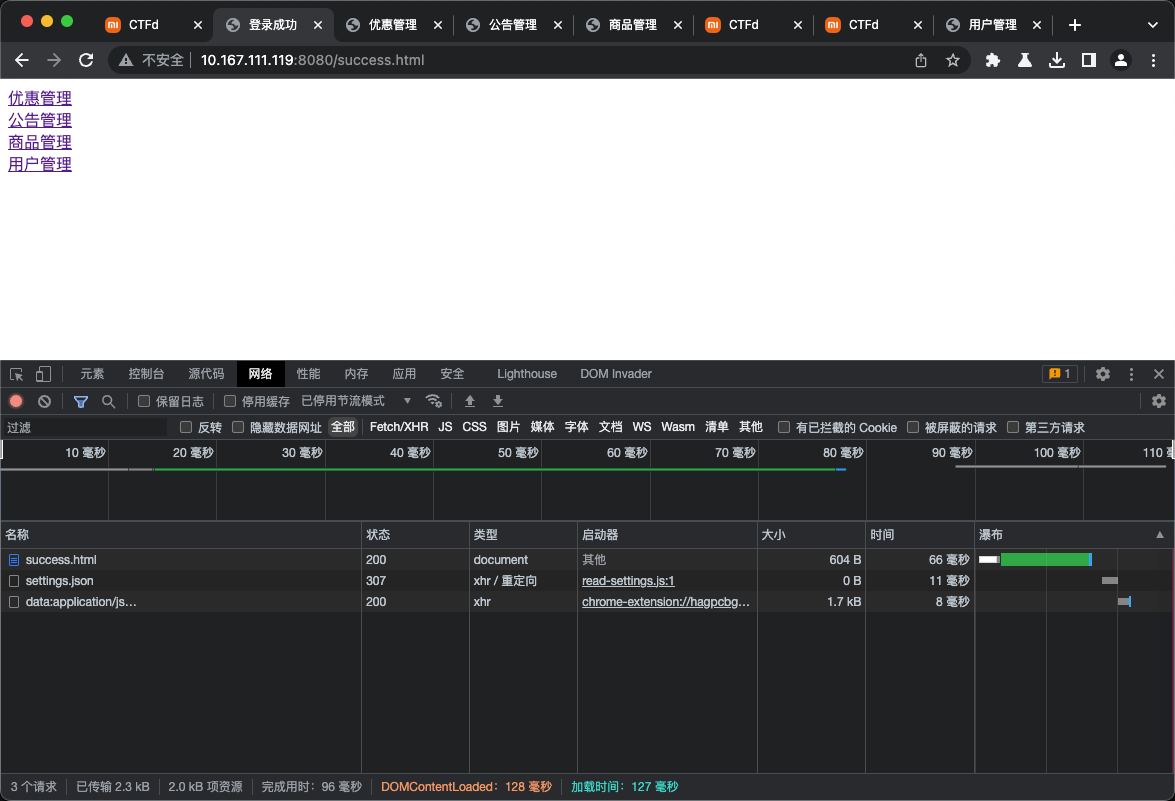 CTFd 登录成功 优惠管理 公告管理 商品管理 CTFd CTFd 用户管理
不安全 10.167.111.119:8080/success.html
优惠管理
公告管理
商品管理
用户管理
元素 控制台 源代码 网络 性能 内存 应用 安全 Lighthouse DOM Invader 1
保留日志 停用缓存 已停用节流模式
过滤 反转 隐藏数据网址 全部 Fetch/XHR JS CSS 图片 媒体 字体 文档 WS Wasm 清单 其他 有已拦截的 Cookie 被屏蔽的请求 第三方请求
10 毫秒 20 毫秒 30 毫秒 40 毫秒 50 毫秒 60 毫秒 70 毫秒 80 毫秒 90 毫秒 100 毫秒 110
名称 状态 类型 启动器 大小 时间 瀑布
success.html 200 document 其他 604 B 66 毫秒
settings.json 307 xhr / 重定向 read-settings.js:1 0 B 11 毫秒
data:application/js… 200 xhr chrome-extension://hagpcbg… 1.7 kB 8 毫秒
3 个请求 已传输 2.3 kB 2.0 kB 项资源 完成用时：96 毫秒 DOMContentLoaded：128 毫秒 加载时间：127 毫秒